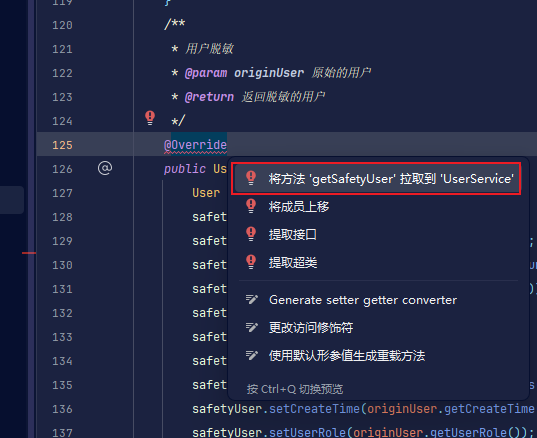 119 }
120 /**
121 * 用户脱敏
122 * @param originUser 原始的用户
123 * @return 返回脱敏的用户
124 */
125 @Override
126 @ public Us
将方法 'getSafetyUser' 拉取到 'UserService'
127 User
128 safet
将成员上移
129 safet ;
提取接口
130 safet ur
提取超类
131 safet )
132 safet
Generate setter getter converter
133 safet
更改访问修饰符
134 safet
使用默认形参值生成重载方法
135 safet s
按 Ctrl+Q 切换预览
136 safetyUser.setCreateTime(originUser.getCreateTime
137 safetyUser.setUserRole(originUser.getUserRole());